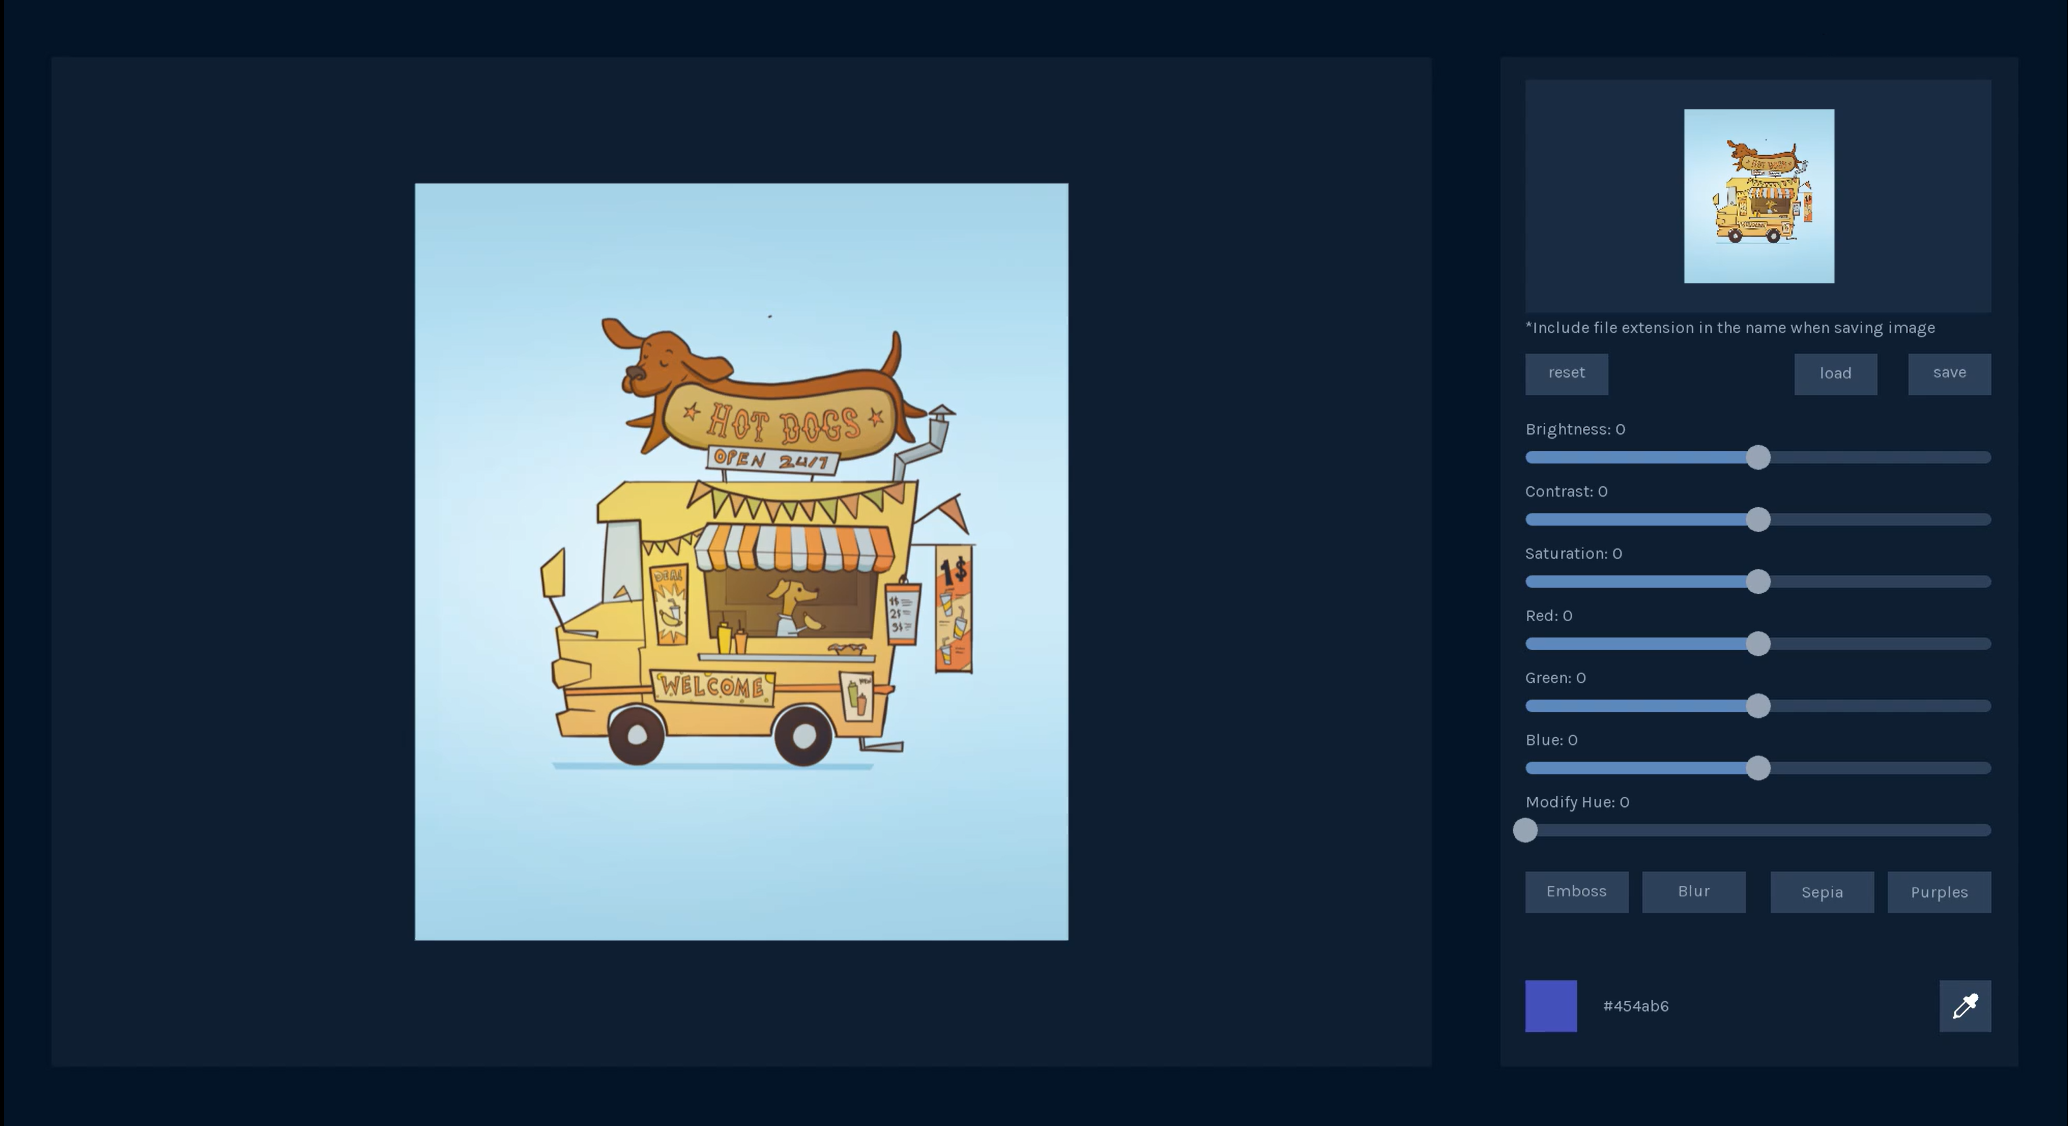 HOT DOGS
OPEN 24/7
DEAL
1$
1$
2$
3$
WELCOME
*Include file extension in the name when saving image
reset
load
save
Brightness: 0
Contrast: 0
Saturation: 0
Red: 0
Green: 0
Blue: 0
Modify Hue: 0
Emboss
Blur
Sepia
Purples
#454ab6